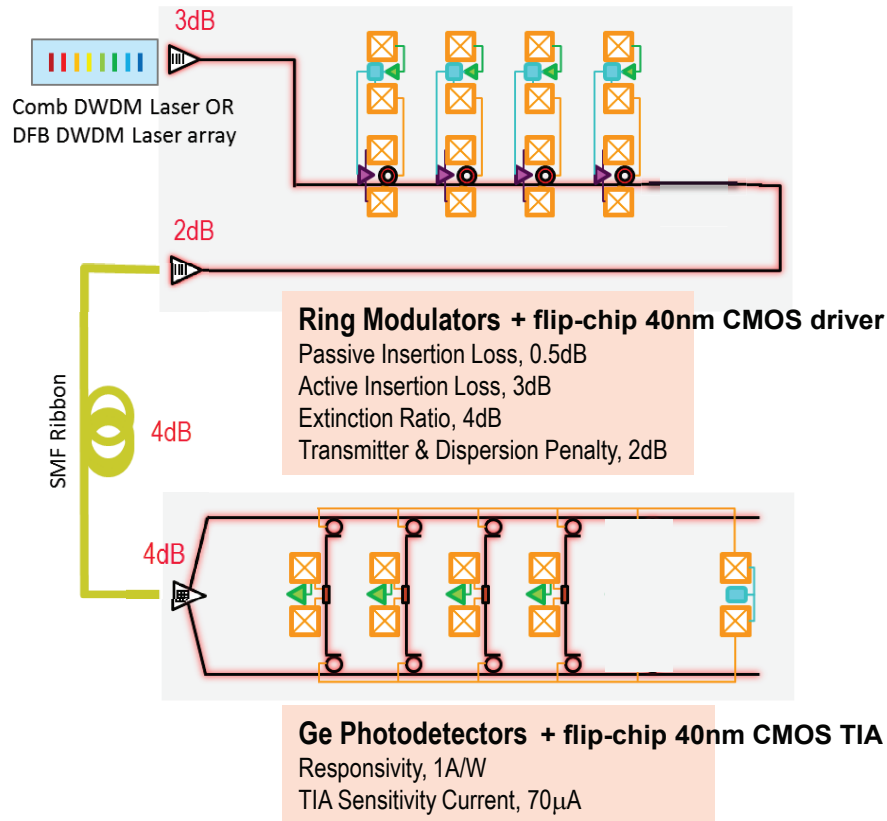 3dB
Comb DWDM Laser OR
DFB DWDM Laser array
2dB
Ring Modulators + flip-chip 40nm CMOS driver
Passive Insertion Loss, 0.5dB
Active Insertion Loss, 3dB
Extinction Ratio, 4dB
Transmitter & Dispersion Penalty, 2dB
SMF Ribbon
4dB
4dB
Ge Photodetectors + flip-chip 40nm CMOS TIA
Responsivity, 1A/W
TIA Sensitivity Current, 70μA